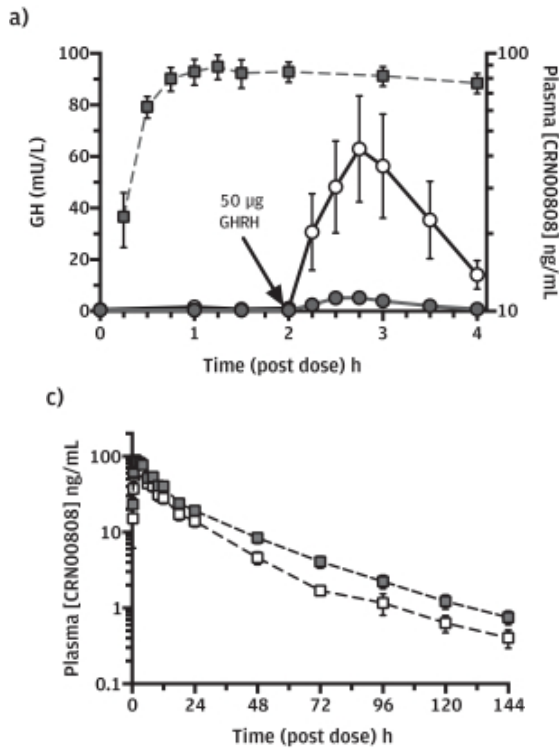 a)
GH (mU/L)
100
80
60
40
20
0
50 µg
GHRH
100
10
Plasma [CRN00808] ng/mL
0 1 2 3 4
Time (post dose) h
c)
Plasma [CRN00808] ng/mL
100
10
1
0.1
0 24 48 72 96 120 144
Time (post dose) h